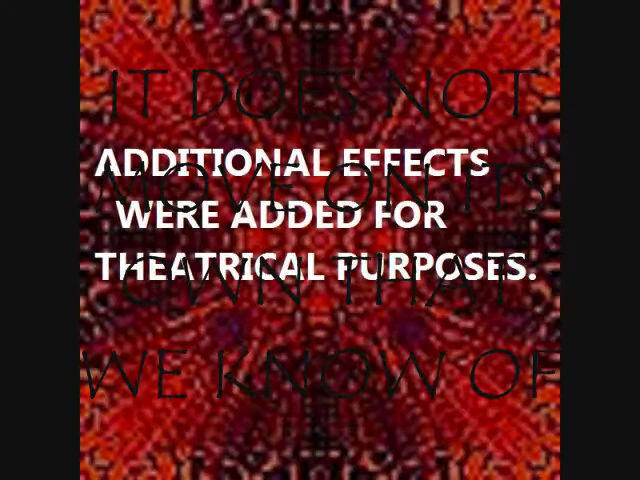 IT DOES NOT
ADDITIONAL EFFECTS
MOVE ON ITS
WERE ADDED FOR
THEATRICAL PURPOSES.
OWN THAT
WE KNOW OF